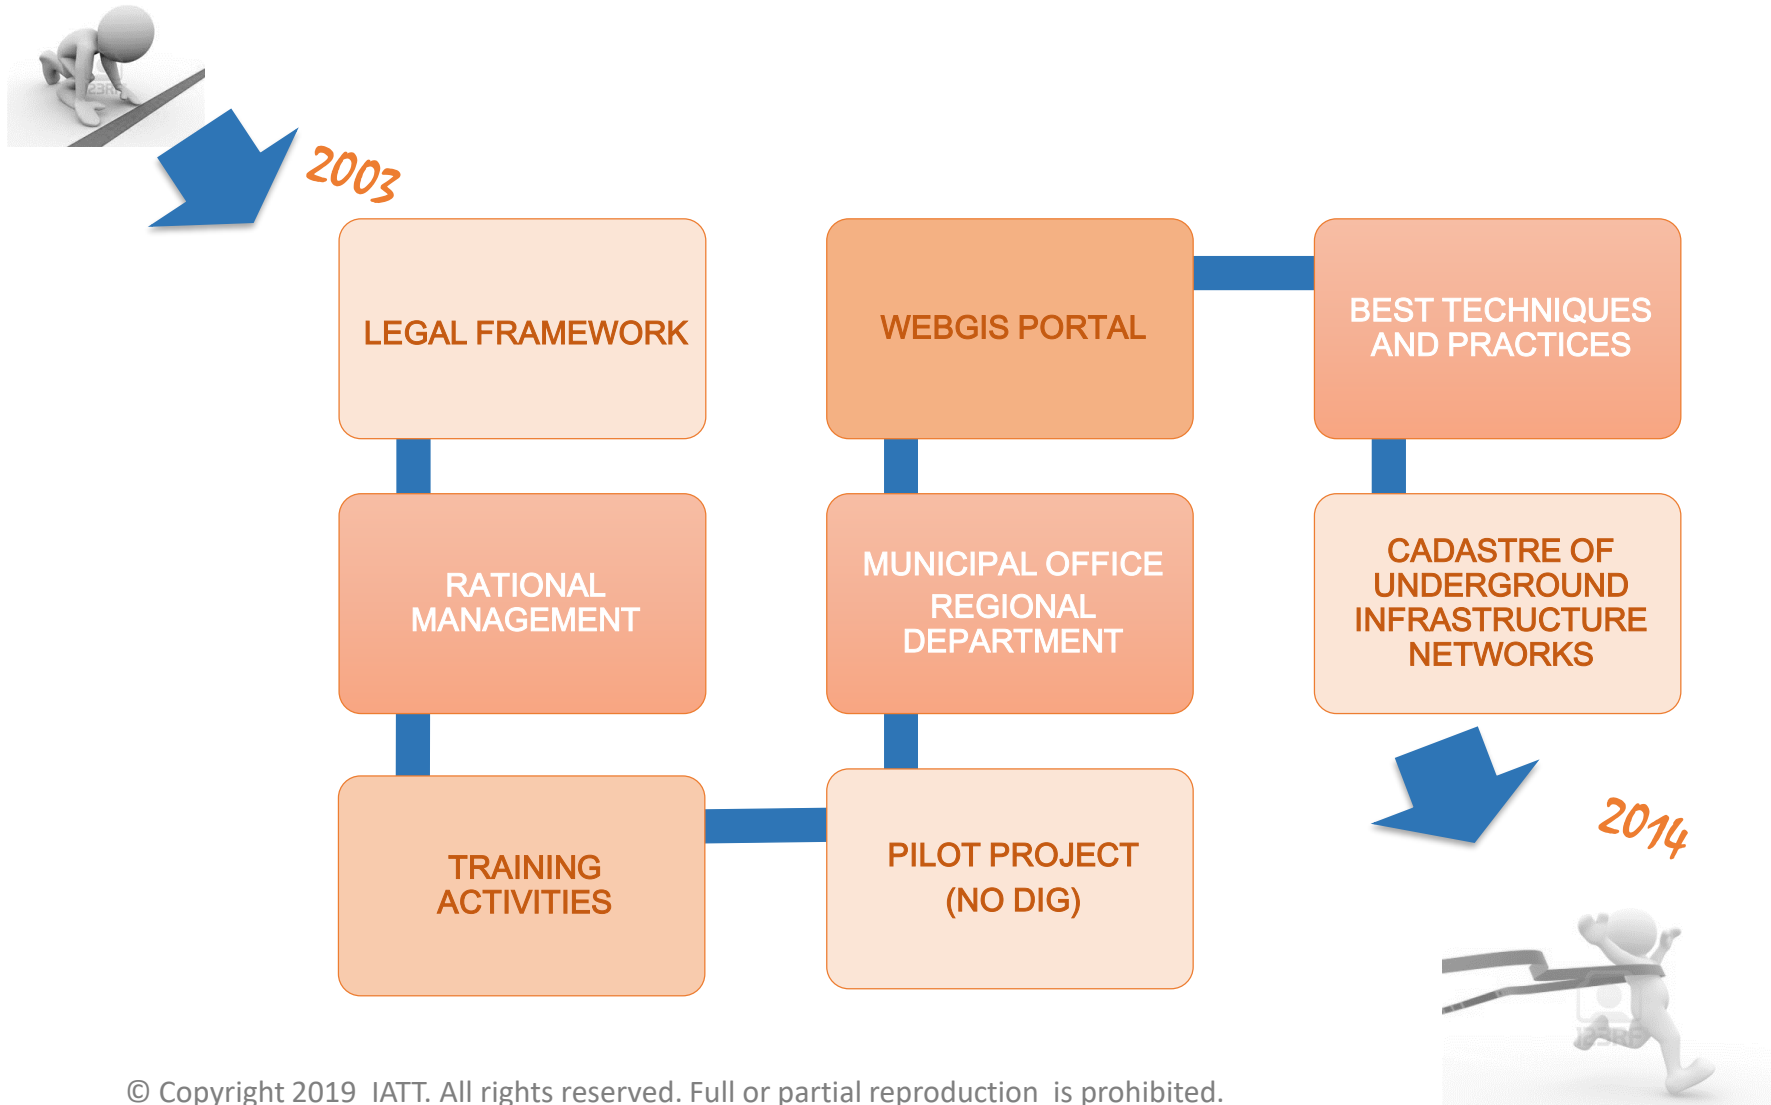 2003
LEGAL FRAMEWORK
RATIONAL
MANAGEMENT
TRAINING
ACTIVITIES
PILOT PROJECT
(NO DIG)
MUNICIPAL OFFICE
REGIONAL
DEPARTMENT
WEBGIS PORTAL
BEST TECHNIQUES
AND PRACTICES
CADASTRE OF
UNDERGROUND
INFRASTRUCTURE
NETWORKS
2014
123RF
123RF
© Copyright 2019 IATT. All rights reserved. Full or partial reproduction is prohibited.